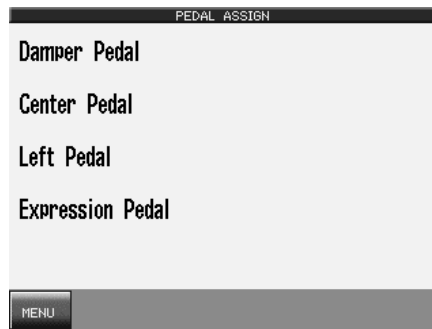 PEDAL ASSIGN
Damper Pedal
Center Pedal
Left Pedal
Expression Pedal
MENU